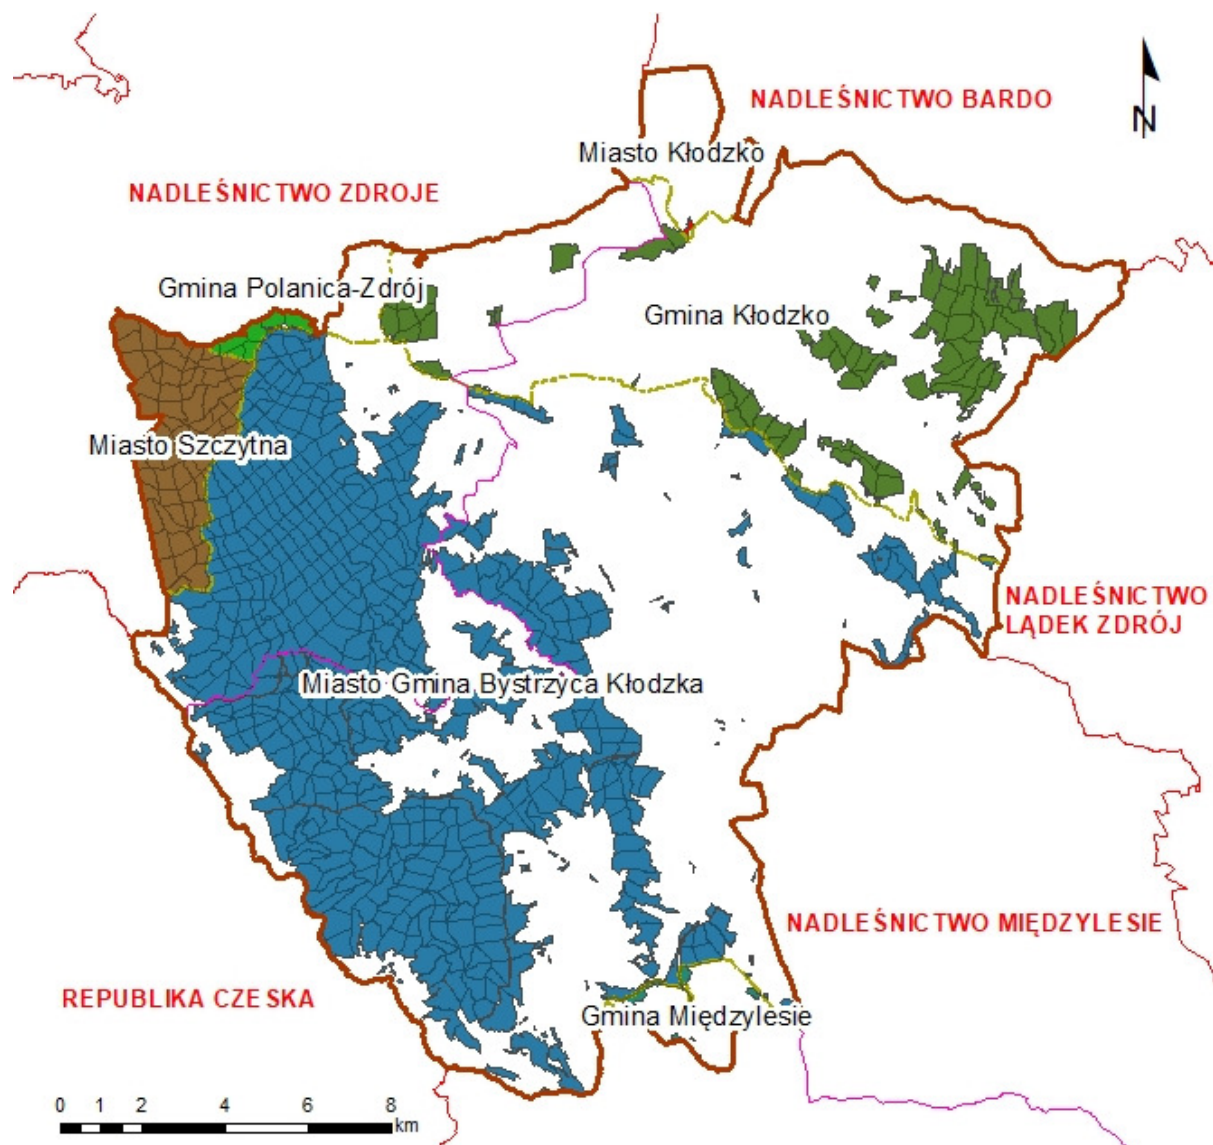 NADLEŚNICTWO BARDO
N
Miasto Kłodzko
NADLEŚNICTWO ZDROJE
Gmina Polanica-Zdrój
Gmina Kłodzko
Miasto Szczytna
NADLEŚNICTWO
LĄDEK ZDRÓJ
Miasto Gmina Bystrzyca Kłodzka
NADLEŚNICTWO MIĘDZYLESIE
REPUBLIKA CZESKA
Gmina Międzylesie
0 1 2 4 6 8
km